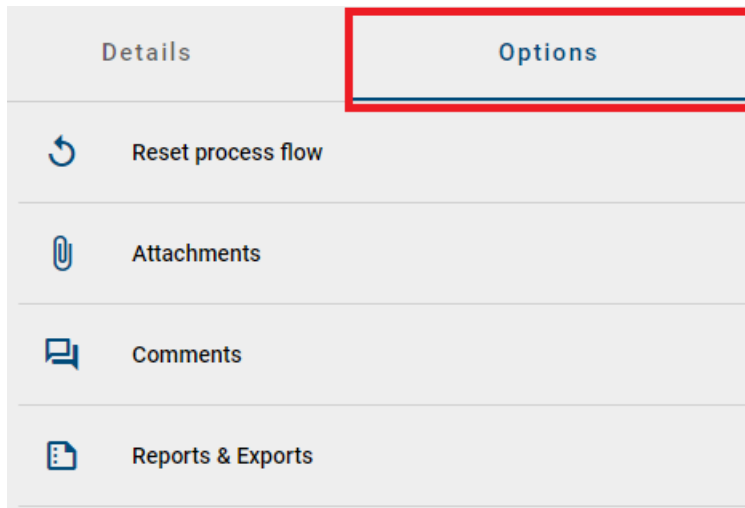 Details
Options
Reset process flow
Attachments
Comments
Reports & Exports